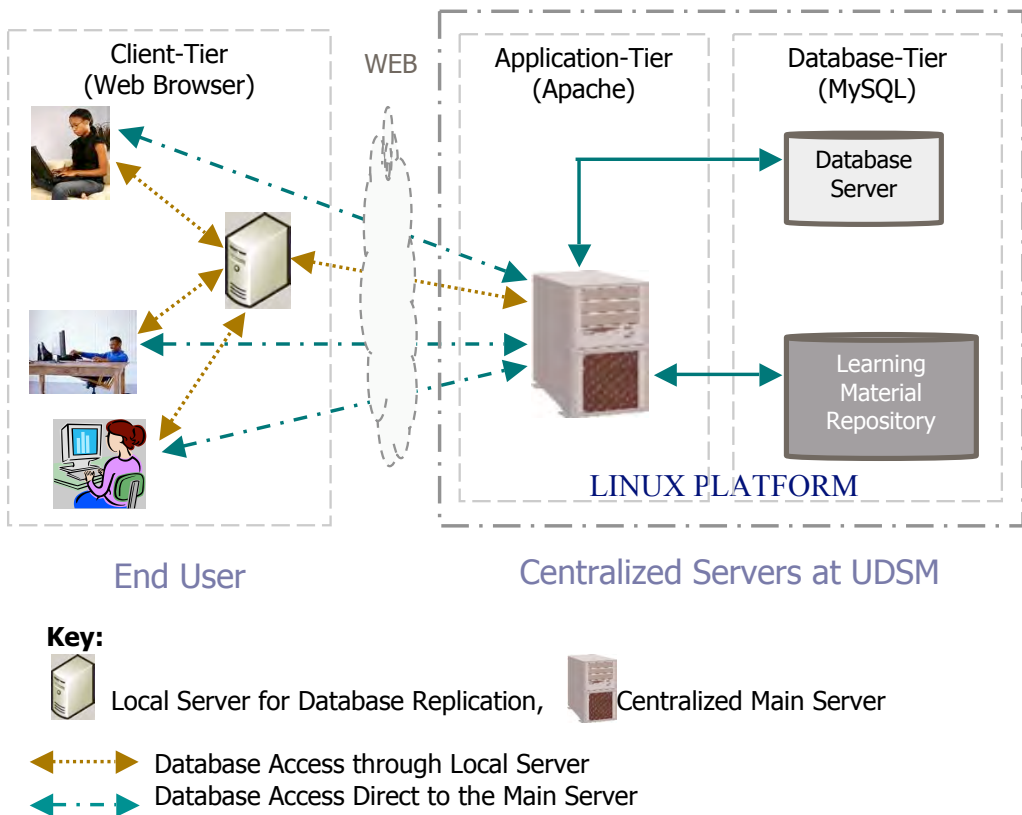 Client-Tier
(Web Browser)
WEB
Application-Tier
(Apache)
Database-Tier
(MySQL)
Database
Server
Learning
Material
Repository
LINUX PLATFORM
End User
Centralized Servers at UDSM
Key:
Local Server for Database Replication,
Centralized Main Server
Database Access through Local Server
Database Access Direct to the Main Server